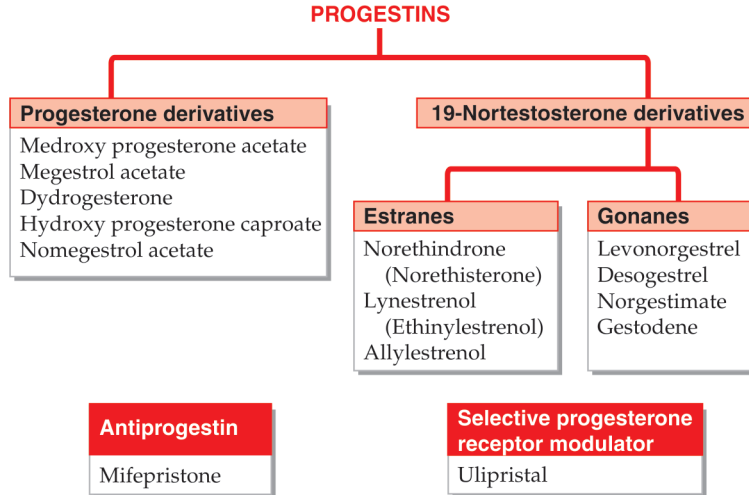 PROGESTINS
Progesterone derivatives
Medroxy progesterone acetate
Megestrol acetate
Dydrogesterone
Hydroxy progesterone caproate
Nomegestrol acetate
19-Nortestosterone derivatives
Estranes
Norethindrone
(Norethisterone)
Lynestrenol
(Ethinylestrenol)
Allylestrenol
Gonanes
Levonorgestrel
Desogestrel
Norgestimate
Gestodene
Antiprogestin
Mifepristone
Selective progesterone
receptor modulator
Ulipristal